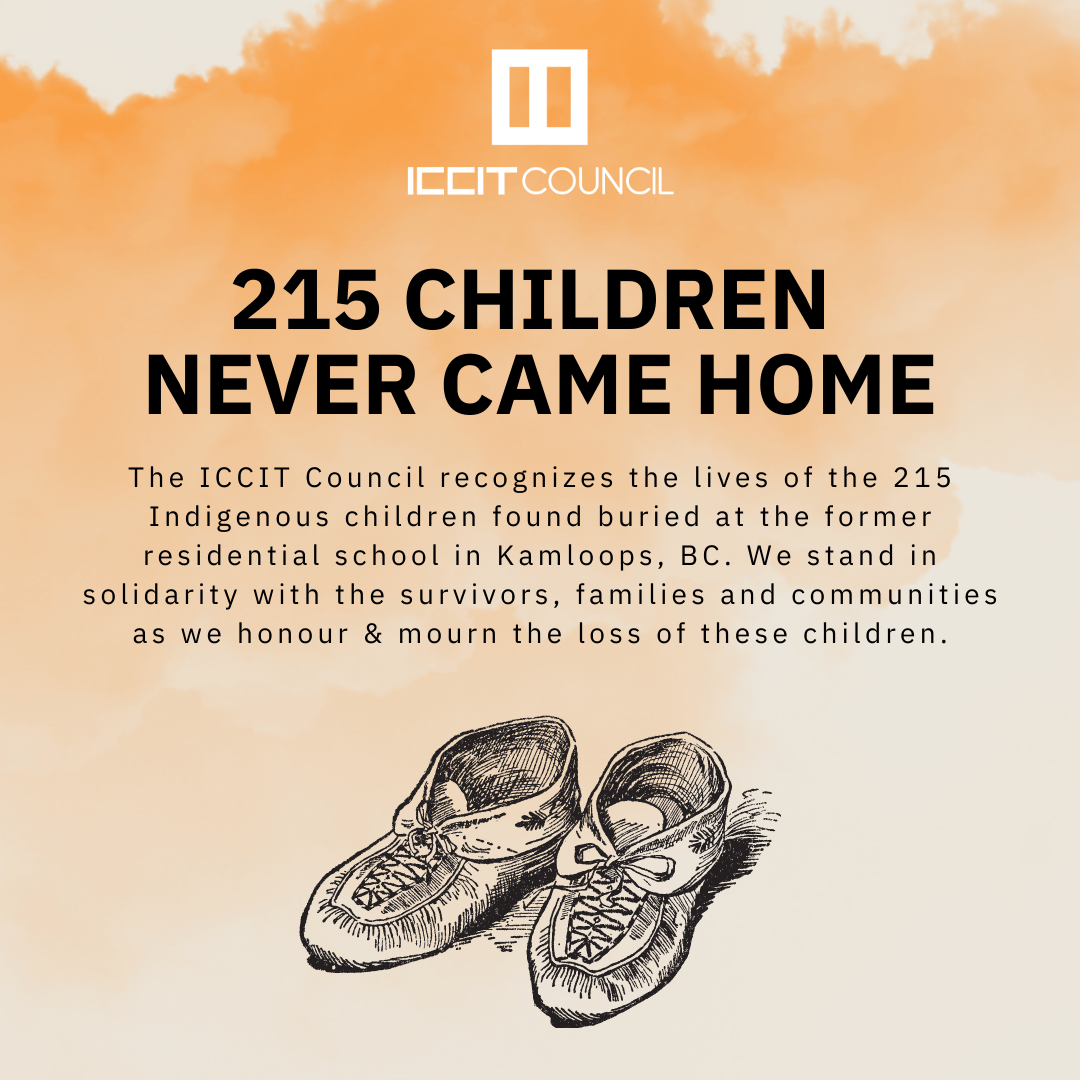 ICCIT COUNCIL
215 CHILDREN
NEVER CAME HOME
The ICCIT Council recognizes the lives of the 215
Indigenous children found buried at the former
residential school in Kamloops, BC. We stand in
solidarity with the survivors, families and communities
as we honour & mourn the loss of these children.